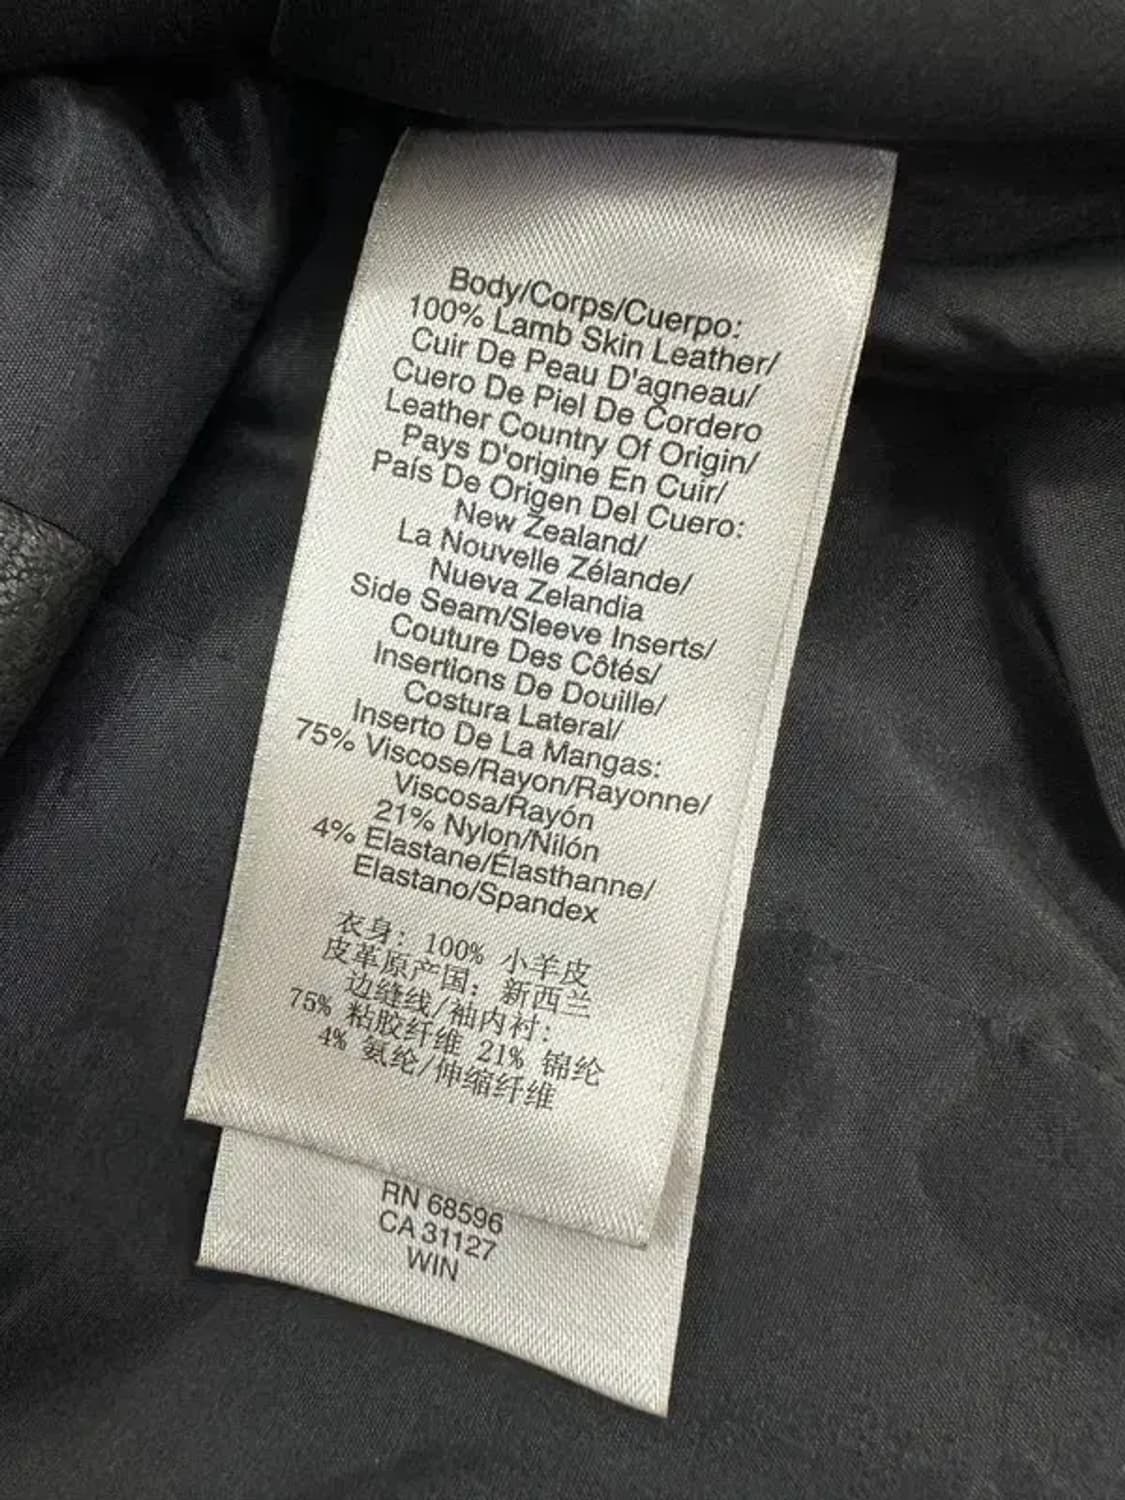 Body/Corps/Cuerpo:
100% Lamb Skin Leather/
Cuir De Peau D'agneau/
Cuero De Piel De Cordero
Leather Country Of Origin/
Pays D'origine En Cuir/
País De Origen Del Cuero:
New Zealand/
La Nouvelle Zélande/
Nueva Zelandia
Side Seam/Sleeve Inserts/
Couture Des Côtés/
Insertions De Douille/
Costura Lateral/
Inserto De La Mangas:
75% Viscose/Rayon/Rayonne/
Viscosa/Rayón
21% Nylon/Nilón
4% Elastane/Élasthanne/
Elastano/Spandex
衣身: 100% 小羊皮
皮革原产国: 新西兰
边缝线/袖内衬:
75% 粘胶纤维 21% 锦纶
4% 氨纶/伸缩纤维
RN 68596
CA 31127
WIN